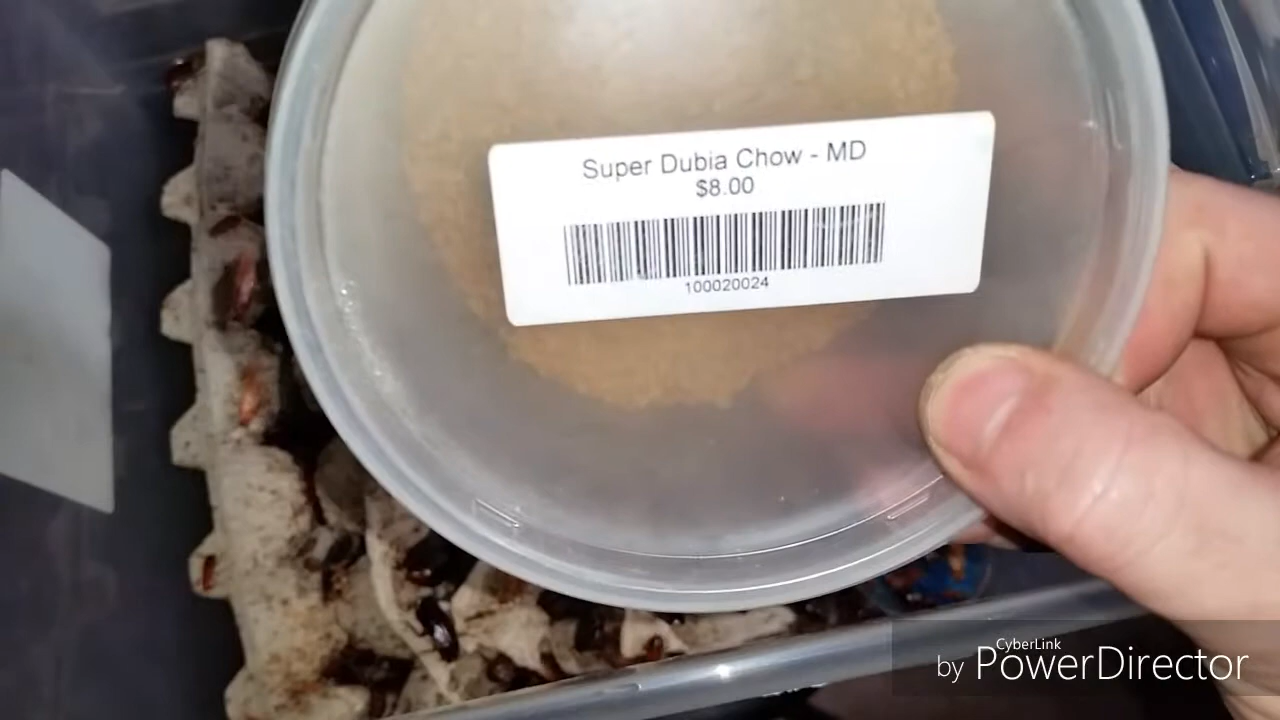 Super Dubia Chow - MD
$8.00
100020024
CyberLink
by PowerDirector